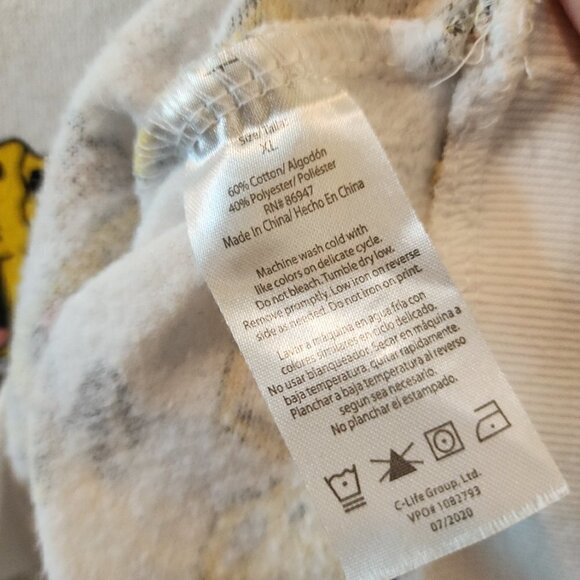 Size/Talla:
XL
60% Cotton/ Algodón
40% Polyester/ Poliéster
RN# 86947
Made In China/ Hecho En China
Machine wash cold with
like colors on delicate cycle.
Do not bleach. Tumble dry low.
Remove promptly. Low iron on reverse
side as needed. Do not iron on print.
Lavar a máquina en agua fría con
colores similares en ciclo delicado.
No usar blanqueador. Secar en máquina a
baja temperatura, quitar rapidamente.
Planchar a baja temperatura al reverso
segun sea necesario.
No planchar el estampado.
C-Life Group, Ltd.
VPO# 1082793
07/2020